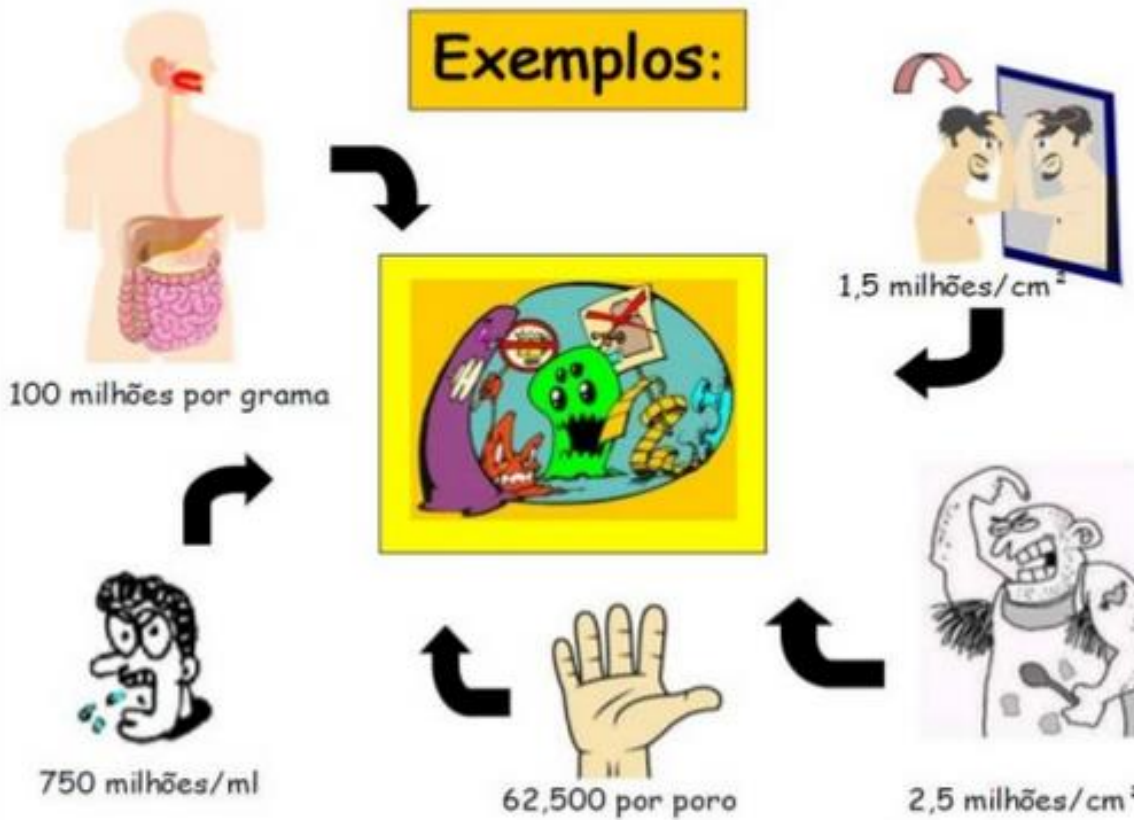 Exemplos:
1,5 milhões/cm²
100 milhões por grama
750 milhões/ml
62,500 por poro
2,5 milhões/cm²